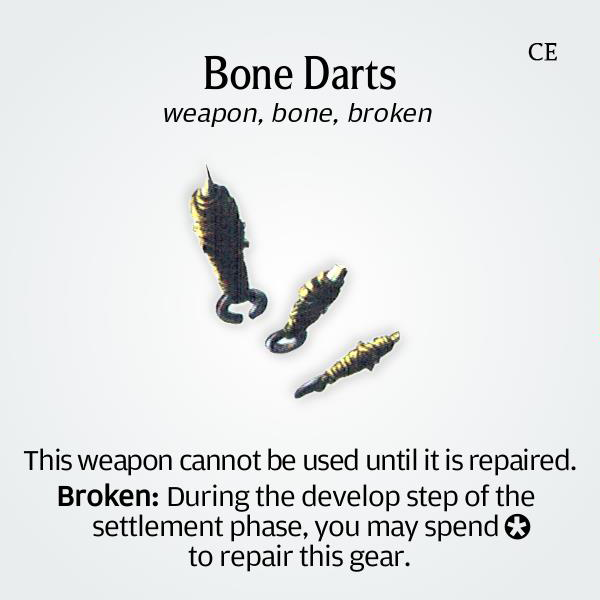 CE
Bone Darts
weapon, bone, broken
This weapon cannot be used until it is repaired.
Broken: During the develop step of the
settlement phase, you may spend
to repair this gear.